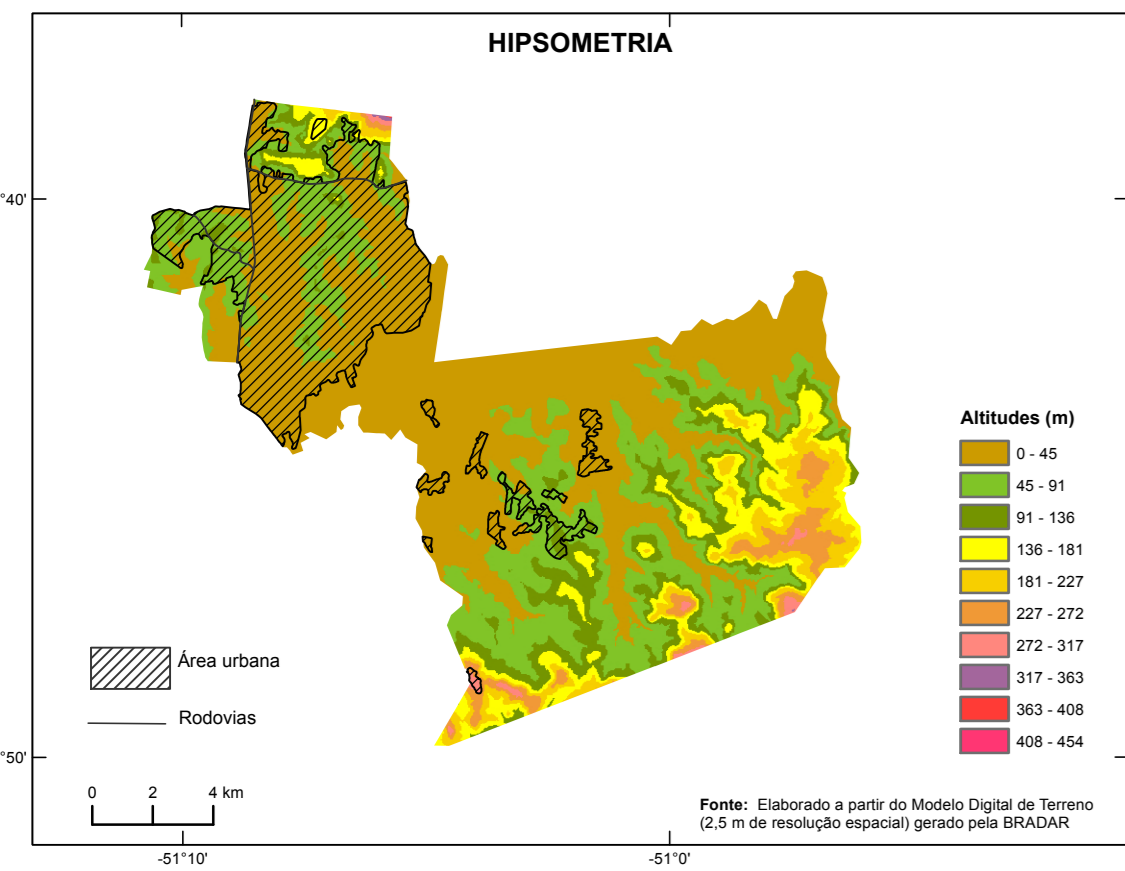 HIPSOMETRIA
°40'
°50'
Altitudes (m)
0 - 45
45 - 91
91 - 136
136 - 181
181 - 227
227 - 272
272 - 317
317 - 363
363 - 408
408 - 454
Área urbana
Rodovias
0 2 4 km
Fonte: Elaborado a partir do Modelo Digital de Terreno
(2,5 m de resolução espacial) gerado pela BRADAR
-51°10' -51°0'